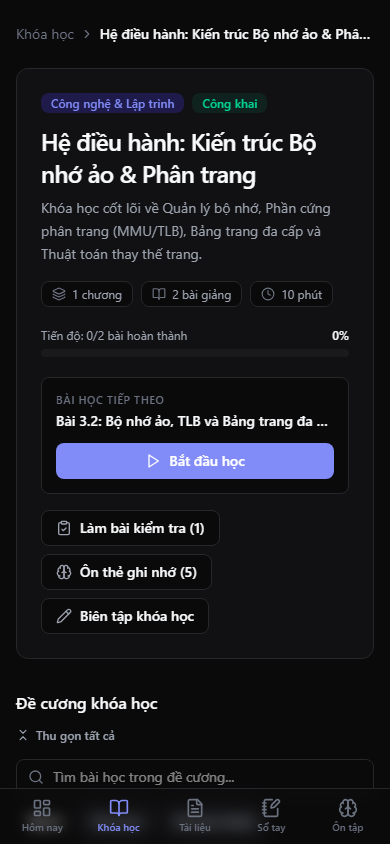 Khóa học > Hệ điều hành: Kiến trúc Bộ nhớ ảo & Phâ...
Công nghệ & Lập trình Công khai
Hệ điều hành: Kiến trúc Bộ
nhớ ảo & Phân trang
Khóa học cốt lõi về Quản lý bộ nhớ, Phần cứng
phân trang (MMU/TLB), Bảng trang đa cấp và
Thuật toán thay thế trang.
1 chương 2 bài giảng 10 phút
Tiến độ: 0/2 bài hoàn thành 0%
BÀI HỌC TIẾP THEO
Bài 3.2: Bộ nhớ ảo, TLB và Bảng trang đa ...
Bắt đầu học
Làm bài kiểm tra (1)
Ôn thẻ ghi nhớ (5)
Biên tập khóa học
Đề cương khóa học
Thu gọn tất cả
Tìm bài học trong đề cương...
Hôm nay Khóa học Tài liệu Sổ tay Ôn tập